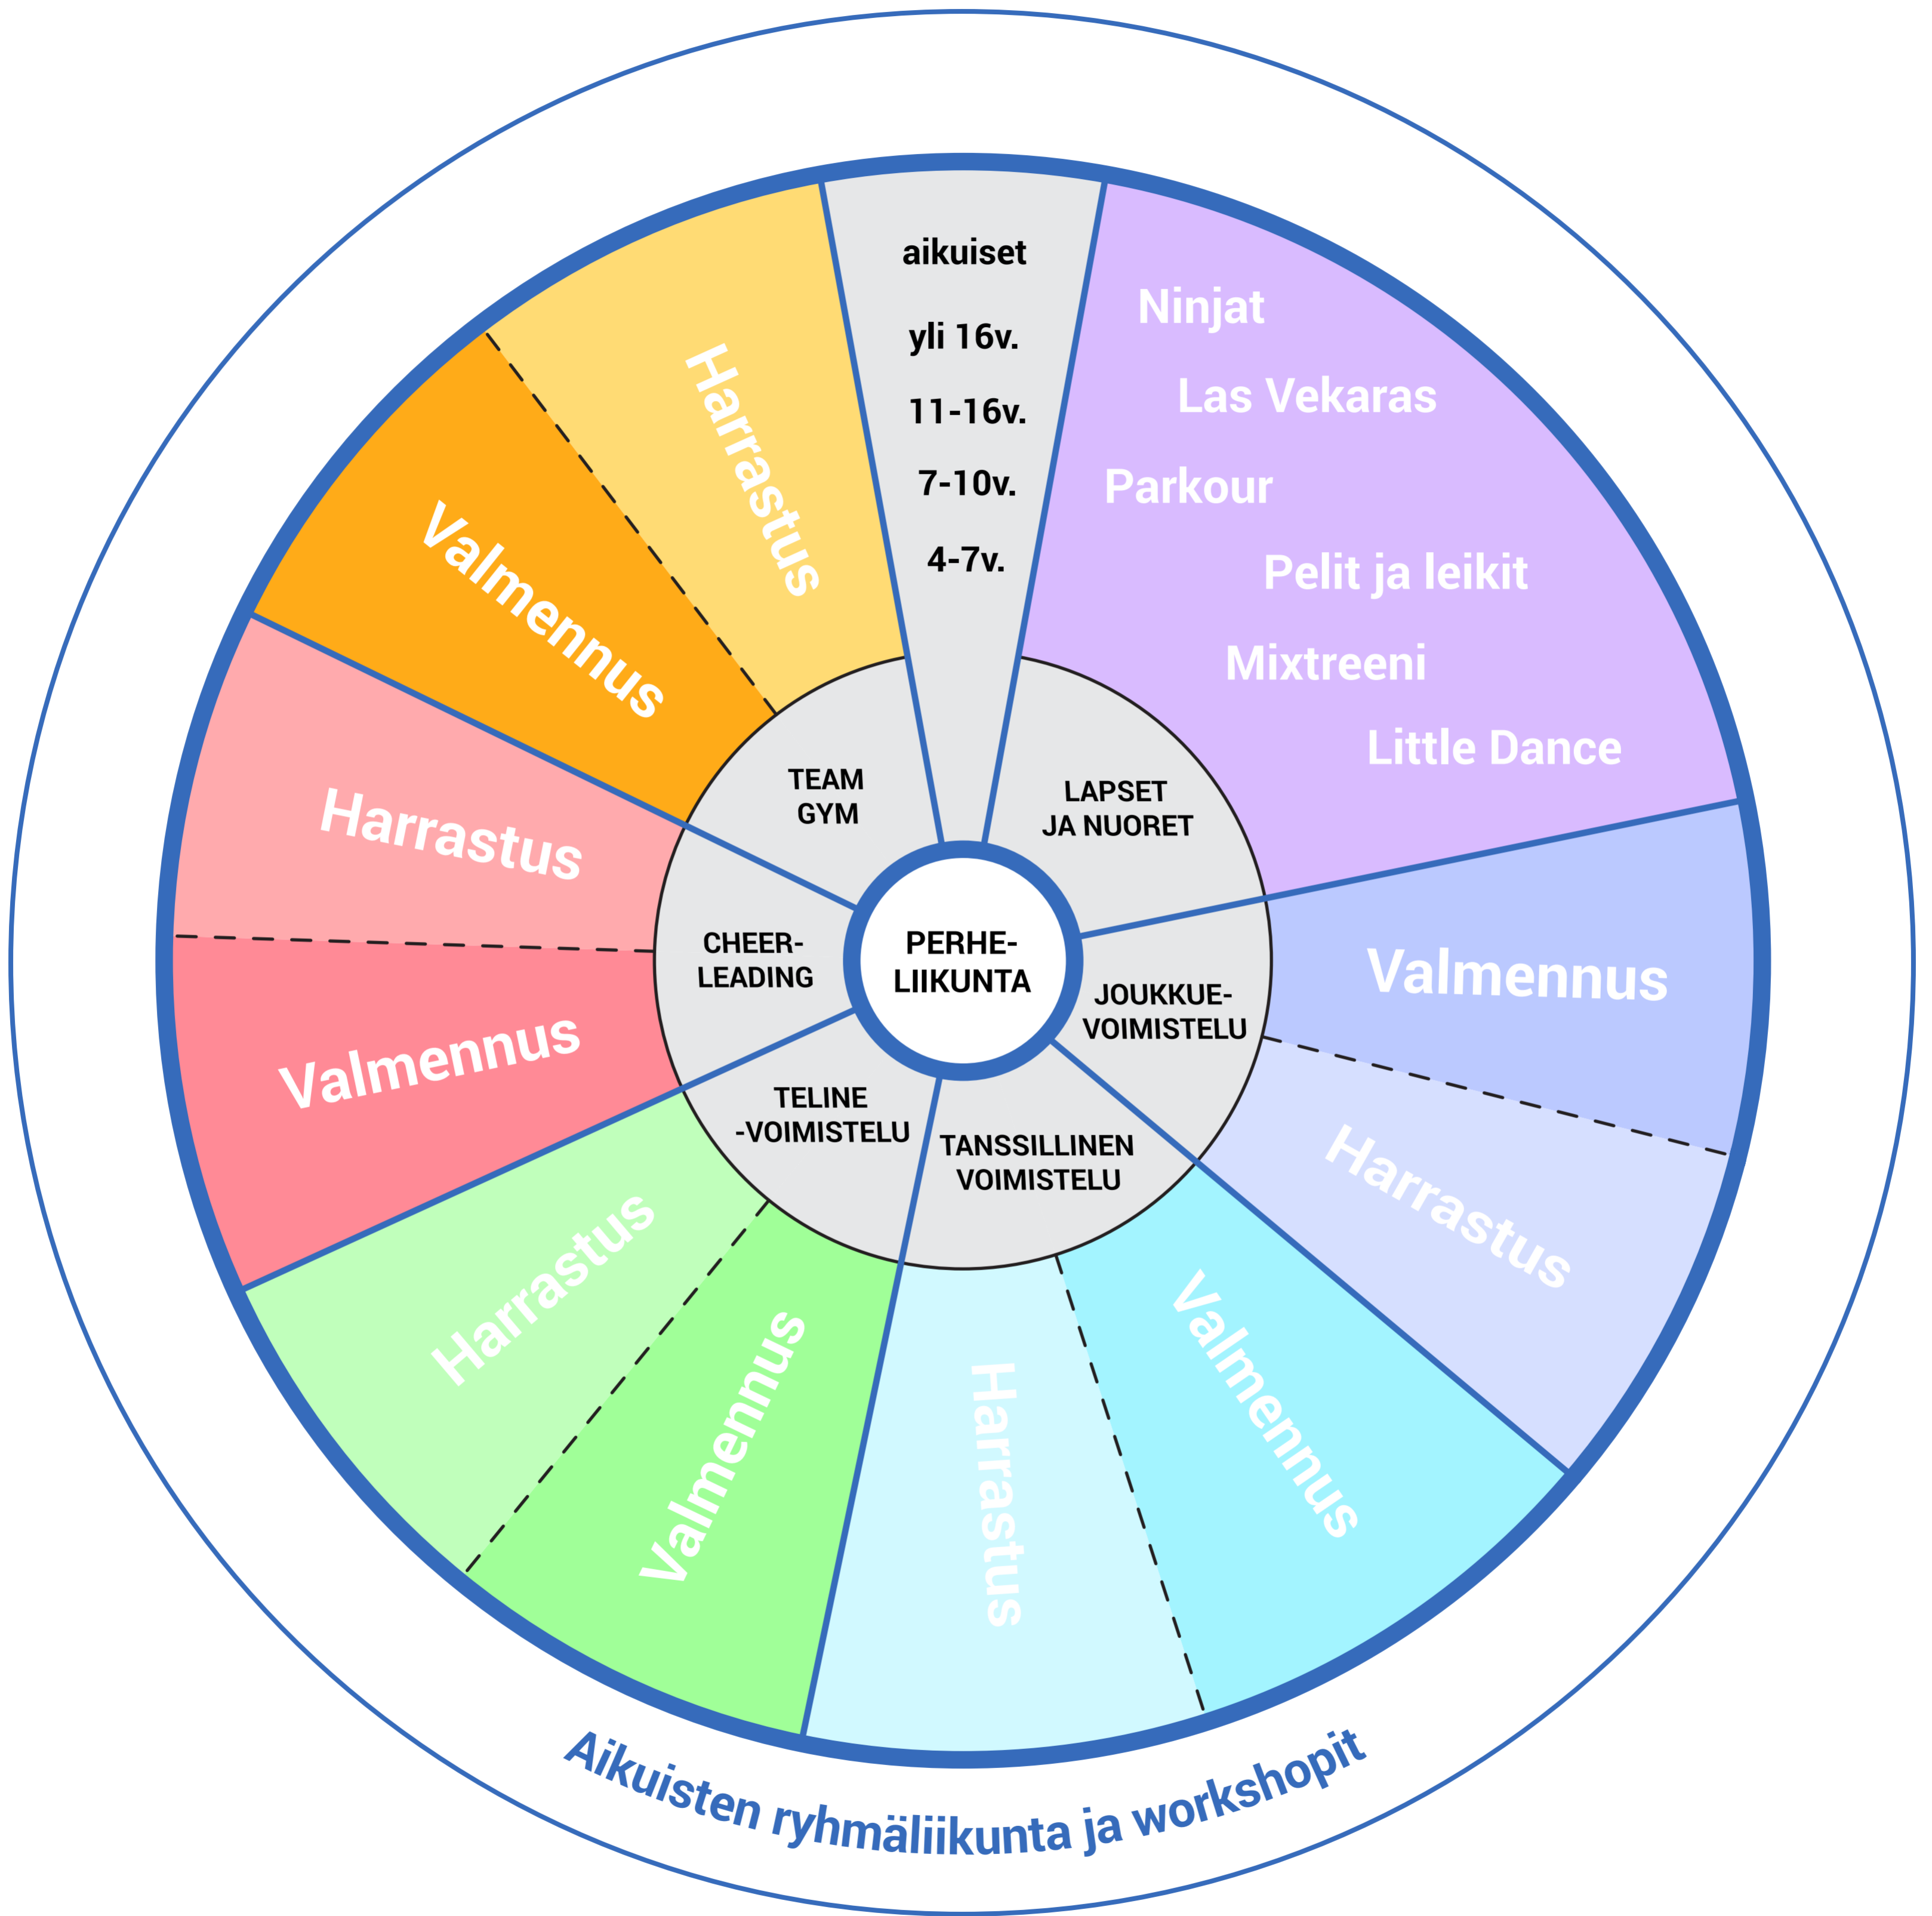 aikuiset
yli 16v.
11-16v.
7-10v.
4-7v.
Ninjat
Las Vekaras
Parkour
Pelit ja leikit
Mixtreeni
Little Dance
LAPSET
JA NUORET
Valmennus
Harrastus
JOUKKUE-
VOIMISTELU
Valmennus
Harrastus
TANSSILLINEN
VOIMISTELU
Valmennus
Harrastus
TELINE
-VOIMISTELU
Valmennus
Harrastus
CHEER-
LEADING
Valmennus
Harrastus
TEAM
GYM
PERHE-
LIIKUNTA
Aikuisten ryhmäliikunta ja workshopit